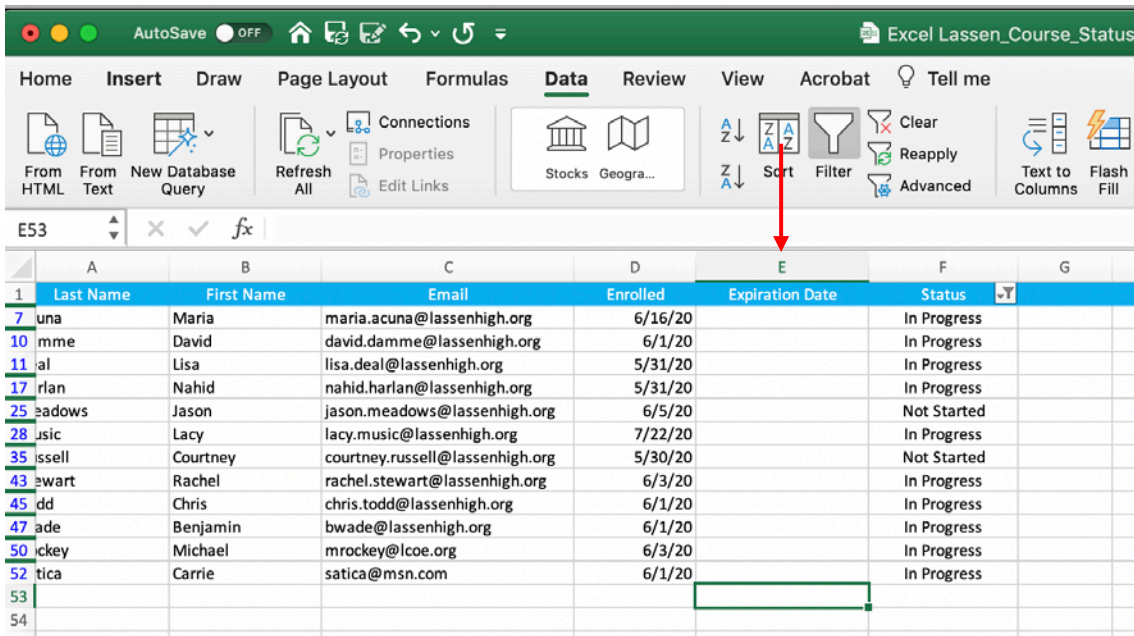 AutoSave OFF Excel Lassen_Course_Status
Home Insert Draw Page Layout Formulas Data Review View Acrobat Tell me
From HTML
From Text
New Database Query
Refresh All
Connections
Properties
Edit Links
Stocks Geogra...
Sort
Filter
Clear
Reapply
Advanced
Text to Columns
Flash Fill
E53 fx
A B C D E F G
1 Last Name First Name Email Enrolled Expiration Date Status
7 una Maria maria.acuna@lassenhigh.org 6/16/20 In Progress
10 mme David david.damme@lassenhigh.org 6/1/20 In Progress
11 al Lisa lisa.deal@lassenhigh.org 5/31/20 In Progress
17 rlan Nahid nahid.harlan@lassenhigh.org 5/31/20 In Progress
25 eadows Jason jason.meadows@lassenhigh.org 6/5/20 Not Started
28 usic Lacy lacy.music@lassenhigh.org 7/22/20 In Progress
35 ssell Courtney courtney.russell@lassenhigh.org 5/30/20 Not Started
43 ewart Rachel rachel.stewart@lassenhigh.org 6/3/20 In Progress
45 dd Chris chris.todd@lassenhigh.org 6/1/20 In Progress
47 ade Benjamin bwade@lassenhigh.org 6/1/20 In Progress
50 ckey Michael mrockey@lcoe.org 6/3/20 In Progress
52 tica Carrie satica@msn.com 6/1/20 In Progress
53
54